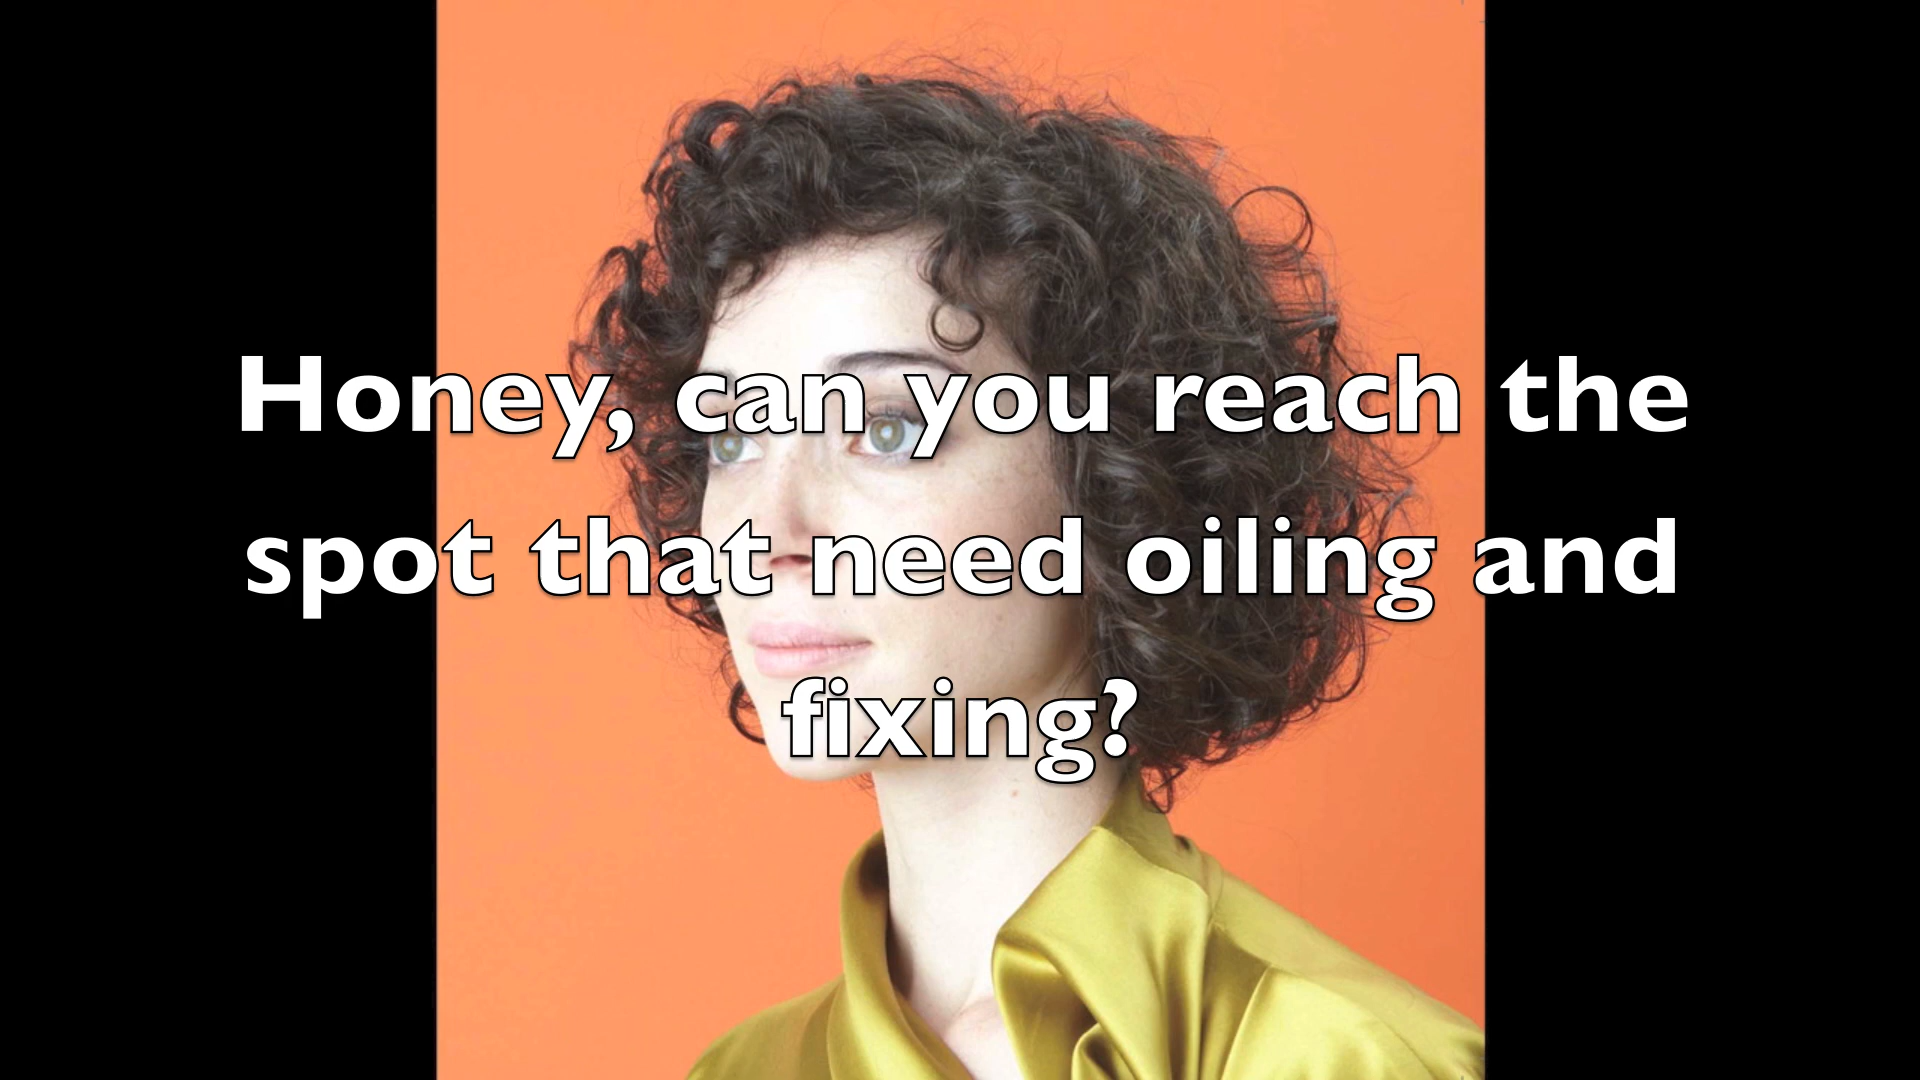 Honey, can you reach the
spot that need oiling and
fixing?